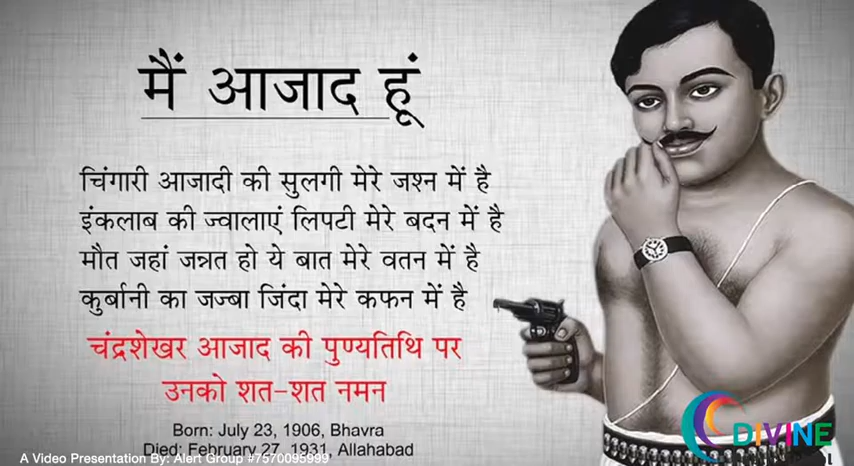 मैं आजाद हूं
चिंगारी आजादी की सुलगी मेरे जश्न में है
इंकलाब की ज्वालाएं लिपटी मेरे बदन में है
मौत जहां जन्नत हो ये बात मेरे वतन में है
कुर्बानी का जज्बा जिंदा मेरे कफन में है
चंद्रशेखर आजाद की पुण्यतिथि पर
उनको शत-शत नमन
Born: July 23, 1906, Bhavra
Died: February 27, 1931, Allahabad
A Video Presentation By: Alert Group #7570095999
DIVINE